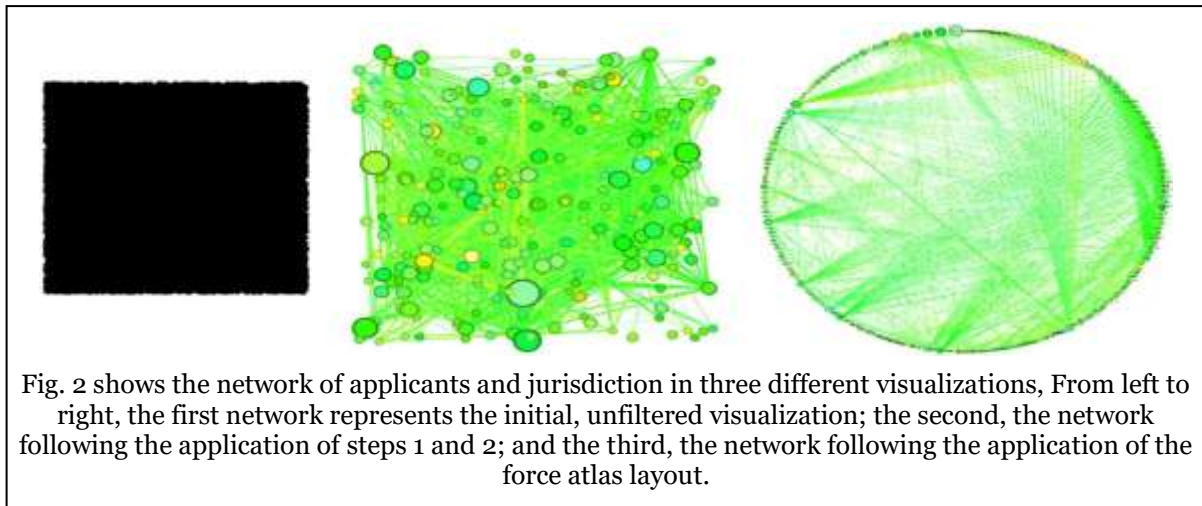 Fig. 2 shows the network of applicants and jurisdiction in three different visualizations, From left to
right, the first network represents the initial, unfiltered visualization; the second, the network
following the application of steps 1 and 2; and the third, the network following the application of the
force atlas layout.